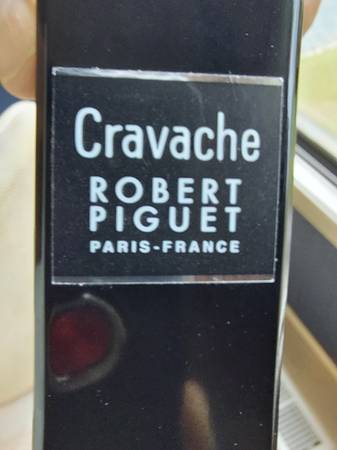 Cravache
ROBERT
PIGUET
PARIS-FRANCE